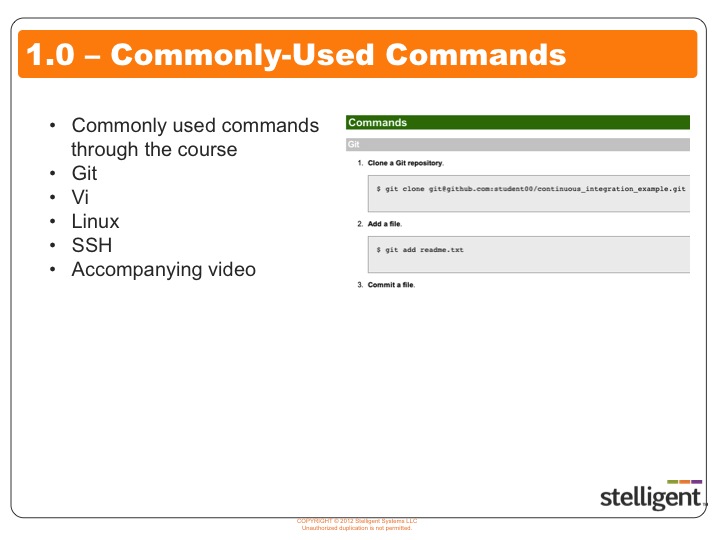 1.0 – Commonly-Used Commands
• Commonly used commands
through the course
• Git
• Vi
• Linux
• SSH
• Accompanying video
Commands
Git
1. Clone a Git repository.
$ git clone git@github.com:student00/continuous_integration_example.git
2. Add a file.
$ git add readme.txt
3. Commit a file.
stelligent
COPYRIGHT © 2012 Stelligent Systems LLC
Unauthorized duplication is not permitted.